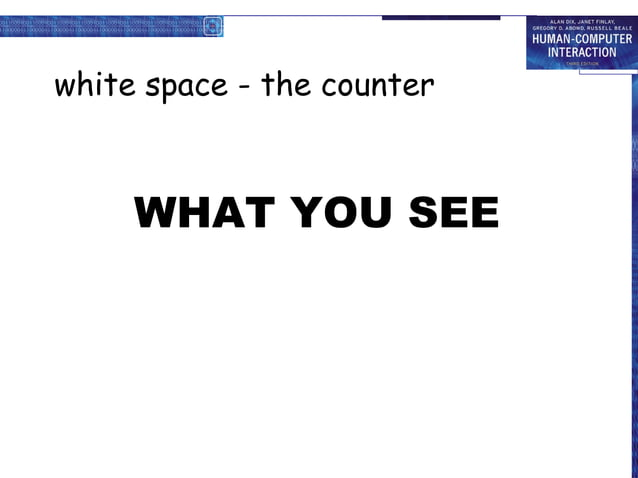 ALAN DIX, JANET FINLAY,
GREGORY D. ABOWD, RUSSELL BEALE
HUMAN-COMPUTER
INTERACTION
THIRD EDITION
white space - the counter
WHAT YOU SEE